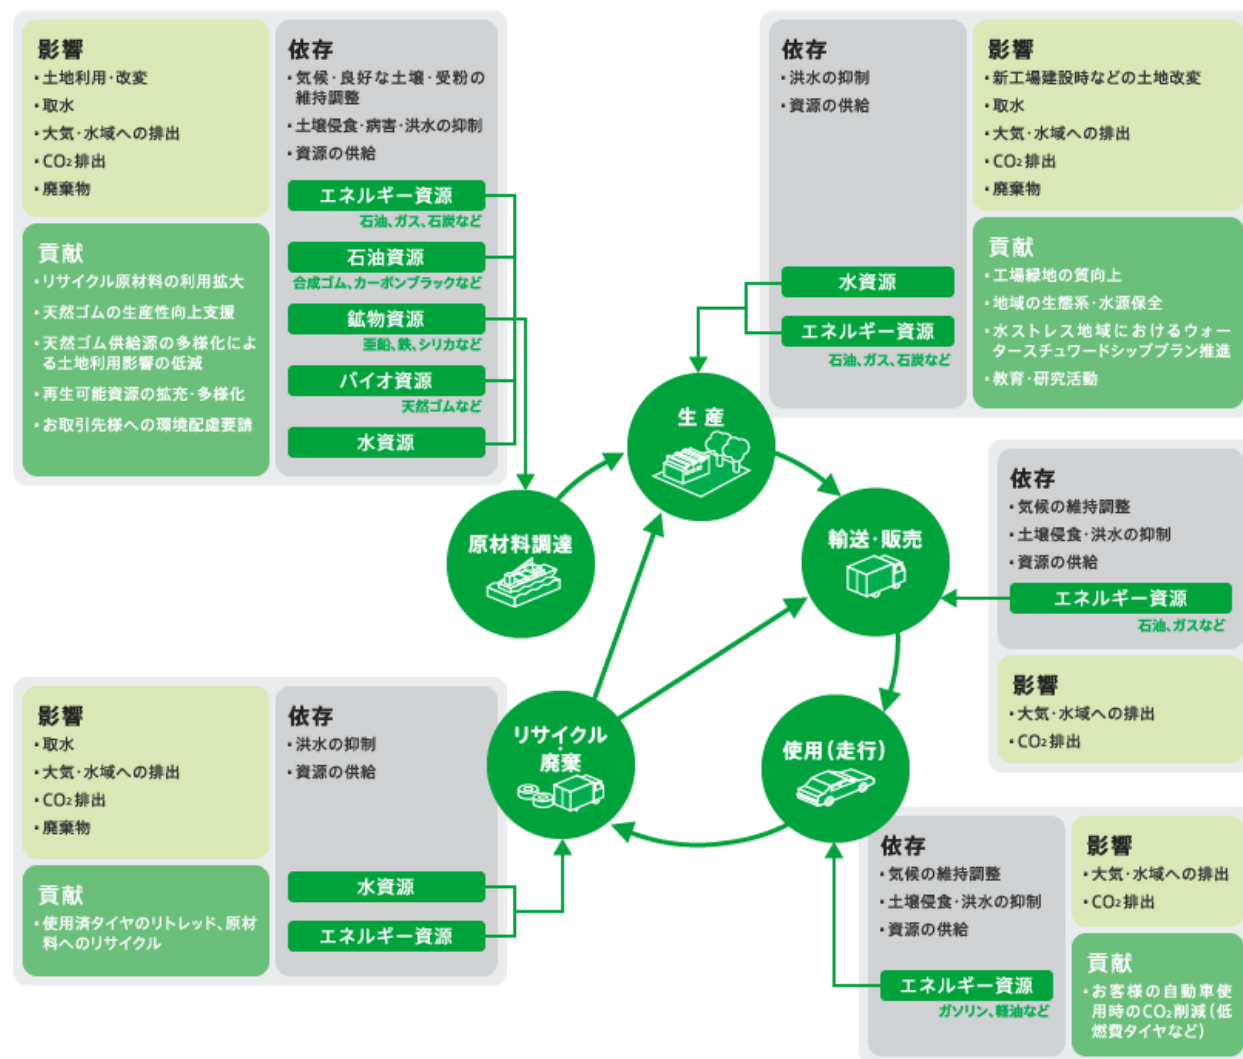 影響
・土地利用・改変
・取水
・大気・水域への排出
・CO₂排出
・廃棄物
貢献
・リサイクル原材料の利用拡大
・天然ゴムの生産性向上支援
・天然ゴム供給源の多様化によ
る土地利用影響の低減
・再生可能資源の拡充・多様化
・お取引先様への環境配慮要請
依存
・気候・良好な土壌・受粉の
維持調整
・土壌侵食・病害・洪水の抑制
・資源の供給
エネルギー資源
石油、ガス、石炭など
石油資源
合成ゴム、カーボンブラックなど
鉱物資源
亜鉛、鉄、シリカなど
バイオ資源
天然ゴムなど
水資源
依存
・洪水の抑制
・資源の供給
水資源
エネルギー資源
石油、ガス、石炭など
影響
・新工場建設時などの土地改変
・取水
・大気・水域への排出
・CO₂排出
・廃棄物
貢献
・工場緑地の質向上
・地域の生態系・水源保全
・水ストレス地域におけるウォー
タースチュワードシッププラン推進
・教育・研究活動
生産
原材料調達
輸送・販売
リサイクル
・
廃棄
使用(走行)
依存
・気候の維持調整
・土壌侵食・洪水の抑制
・資源の供給
エネルギー資源
石油、ガスなど
影響
・大気・水域への排出
・CO₂排出
影響
・取水
・大気・水域への排出
・CO₂排出
・廃棄物
貢献
・使用済タイヤのリトレッド、原材
料へのリサイクル
依存
・洪水の抑制
・資源の供給
水資源
エネルギー資源
依存
・気候の維持調整
・土壌侵食・洪水の抑制
・資源の供給
エネルギー資源
ガソリン、軽油など
影響
・大気・水域への排出
・CO₂排出
貢献
・お客様の自動車使
用時のCO₂削減(低
燃費タイヤなど)